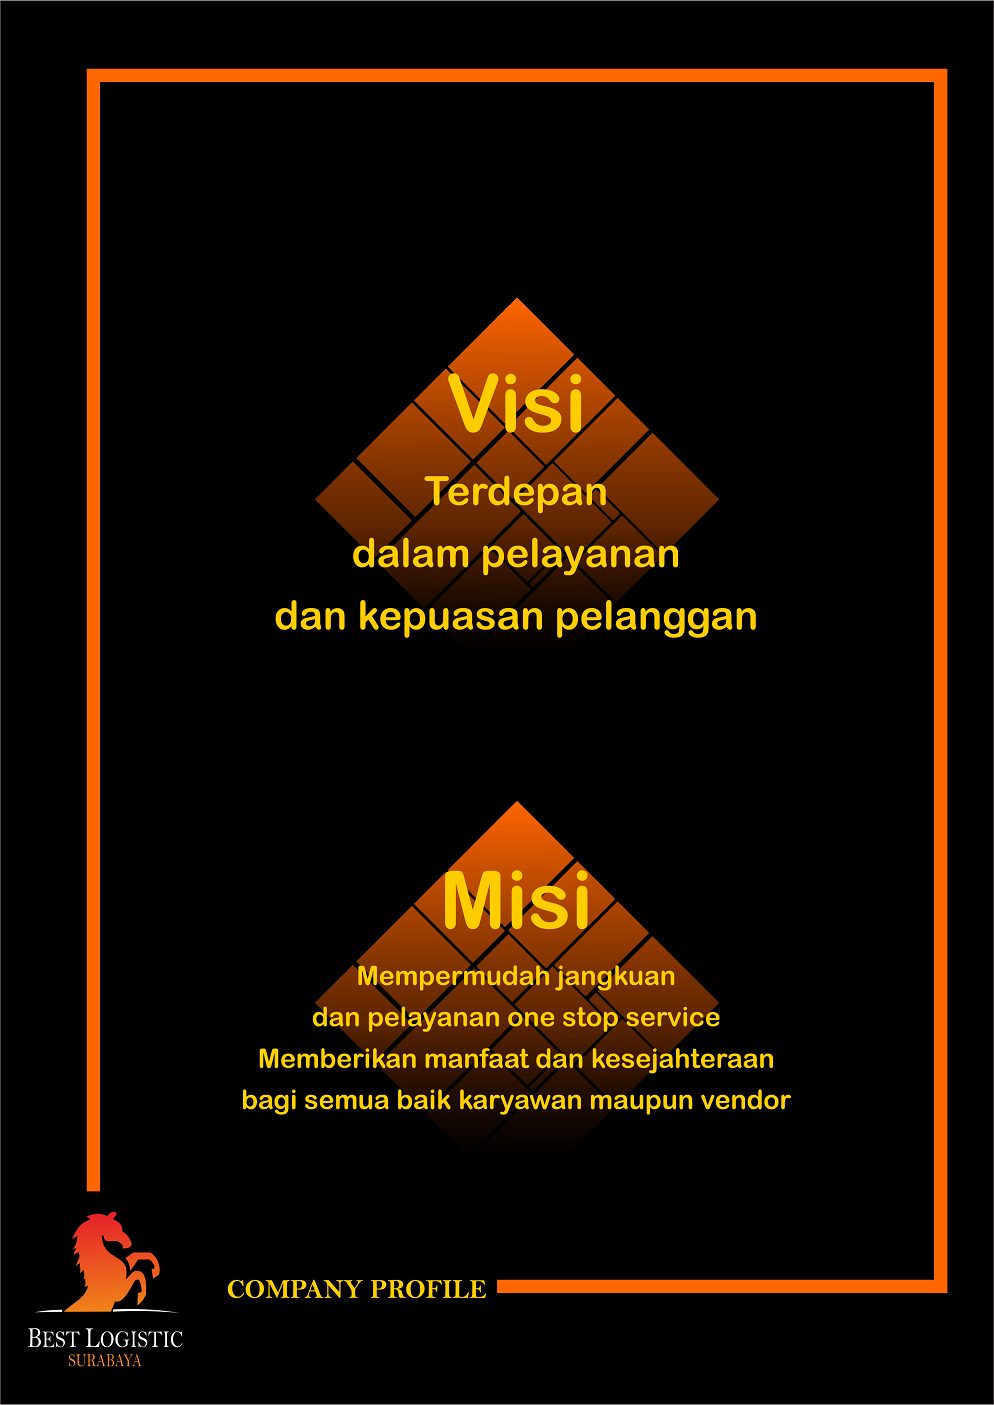 Visi
Terdepan
dalam pelayanan
dan kepuasan pelanggan
Misi
Mempermudah jangkuan
dan pelayanan one stop service
Memberikan manfaat dan kesejahteraan
bagi semua baik karyawan maupun vendor
COMPANY PROFILE
BEST LOGISTIC
SURABAYA